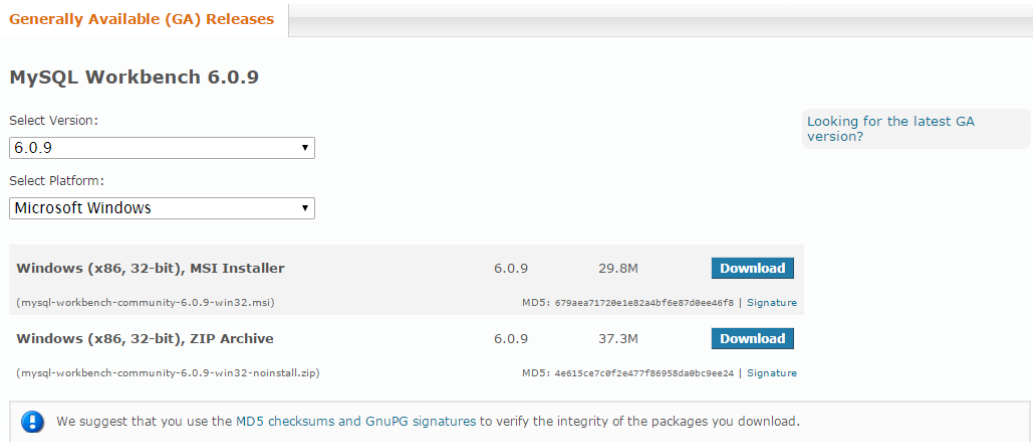 Generally Available (GA) Releases
MySQL Workbench 6.0.9
Select Version:
6.0.9
Looking for the latest GA
version?
Select Platform:
Microsoft Windows
Windows (x86, 32-bit), MSI Installer 6.0.9 29.8M Download
(mysql-workbench-community-6.0.9-win32.msi) MD5: 679aea71720e1e82a4bf6e87d0ee46f8 | Signature
Windows (x86, 32-bit), ZIP Archive 6.0.9 37.3M Download
(mysql-workbench-community-6.0.9-win32-noinstall.zip) MD5: 4e615ce7c0f2e477f86958da0bc9ee24 | Signature
We suggest that you use the MD5 checksums and GnuPG signatures to verify the integrity of the packages you download.